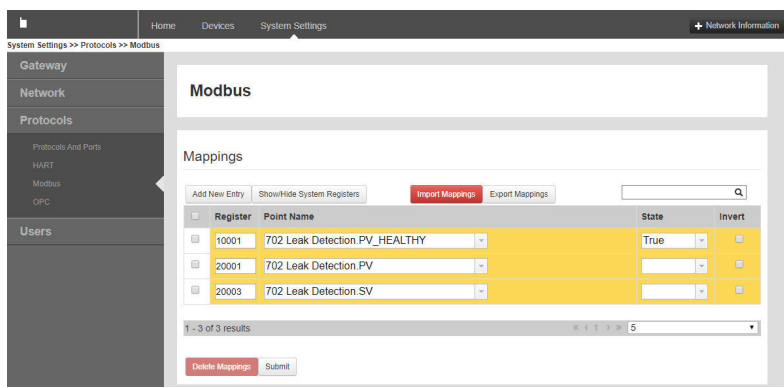 Home Devices System Settings + Network Information
System Settings >> Protocols >> Modbus
Gateway
Network
Protocols
Protocols And Ports
HART
Modbus
OPC
Users
Modbus
Mappings
Add New Entry Show/Hide System Registers Import Mappings Export Mappings
Register Point Name State Invert
10001 702 Leak Detection.PV_HEALTHY True
20001 702 Leak Detection.PV
20003 702 Leak Detection.SV
1 - 3 of 3 results « ‹ 1 › » 5
Delete Mappings Submit